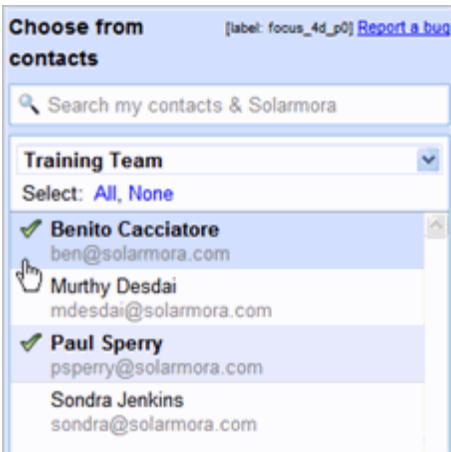 Choose from
contacts
[label: focus_4d_p0] Report a bug
Search my contacts & Solarmora
Training Team
Select: All, None
Benito Cacciatore
ben@solarmora.com
Murthy Desdai
mdesdai@solarmora.com
Paul Sperry
psperry@solarmora.com
Sondra Jenkins
sondra@solarmora.com